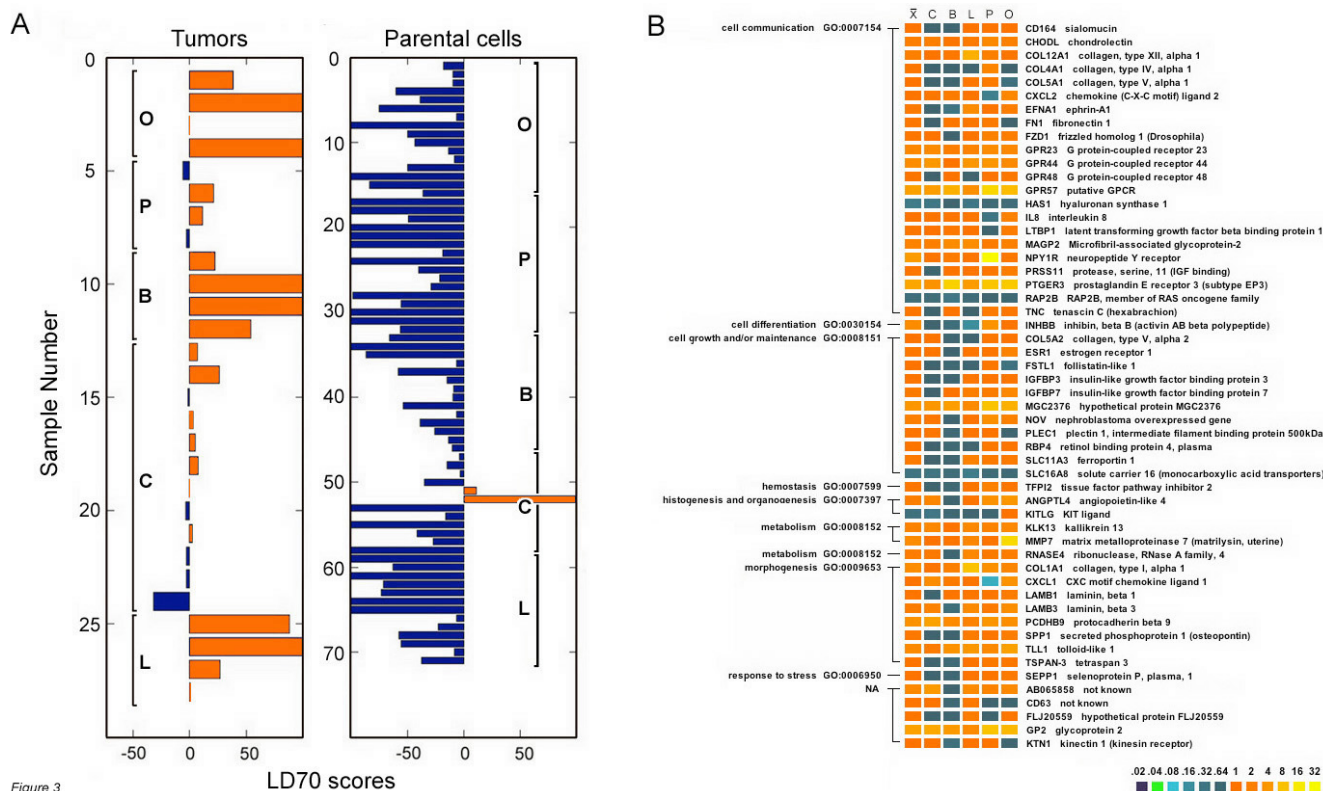 A
Tumors
Parental cells
Sample Number
0
5
10
15
20
25
O
P
B
C
L
-50
0
50
0
10
20
30
40
50
60
70
O
P
B
C
L
-50
0
50
LD70 scores
Figure 3
B
X̄ C B L P O
cell communication GO:0007154
CD164 sialomucin
CHODL chondrolectin
COL12A1 collagen, type XII, alpha 1
COL4A1 collagen, type IV, alpha 1
COL5A1 collagen, type V, alpha 1
CXCL2 chemokine (C-X-C motif) ligand 2
EFNA1 ephrin-A1
FN1 fibronectin 1
FZD1 frizzled homolog 1 (Drosophila)
GPR23 G protein-coupled receptor 23
GPR44 G protein-coupled receptor 44
GPR48 G protein-coupled receptor 48
GPR57 putative GPCR
HAS1 hyaluronan synthase 1
IL8 interleukin 8
LTBP1 latent transforming growth factor beta binding protein 1
MAGP2 Microfibril-associated glycoprotein-2
NPY1R neuropeptide Y receptor
PRSS11 protease, serine, 11 (IGF binding)
PTGER3 prostaglandin E receptor 3 (subtype EP3)
RAP2B RAP2B, member of RAS oncogene family
TNC tenascin C (hexabrachion)
cell differentiation GO:0030154
INHBB inhibin, beta B (activin AB beta polypeptide)
cell growth and/or maintenance GO:0008151
COL5A2 collagen, type V, alpha 2
ESR1 estrogen receptor 1
FSTL1 follistatin-like 1
IGFBP3 insulin-like growth factor binding protein 3
IGFBP7 insulin-like growth factor binding protein 7
MGC2376 hypothetical protein MGC2376
NOV nephroblastoma overexpressed gene
PLEC1 plectin 1, intermediate filament binding protein 500kDa
RBP4 retinol binding protein 4, plasma
SLC11A3 ferroportin 1
SLC16A8 solute carrier 16 (monocarboxylic acid transporters)
hemostasis GO:0007599
TFPI2 tissue factor pathway inhibitor 2
histogenesis and organogenesis GO:0007397
ANGPTL4 angiopoietin-like 4
KITLG KIT ligand
metabolism GO:0008152
KLK13 kallikrein 13
MMP7 matrix metalloproteinase 7 (matrilysin, uterine)
metabolism GO:0008152
RNASE4 ribonuclease, RNase A family, 4
morphogenesis GO:0009653
COL1A1 collagen, type I, alpha 1
CXCL1 CXC motif chemokine ligand 1
LAMB1 laminin, beta 1
LAMB3 laminin, beta 3
PCDHB9 protocadherin beta 9
SPP1 secreted phosphoprotein 1 (osteopontin)
TLL1 tolloid-like 1
TSPAN-3 tetraspan 3
response to stress GO:0006950
SEPP1 selenoprotein P, plasma, 1
NA
AB065858 not known
CD63 not known
FLJ20559 hypothetical protein FLJ20559
GP2 glycoprotein 2
KTN1 kinectin 1 (kinesin receptor)
.02 .04 .08 .16 .32 .64 1 2 4 8 16 32